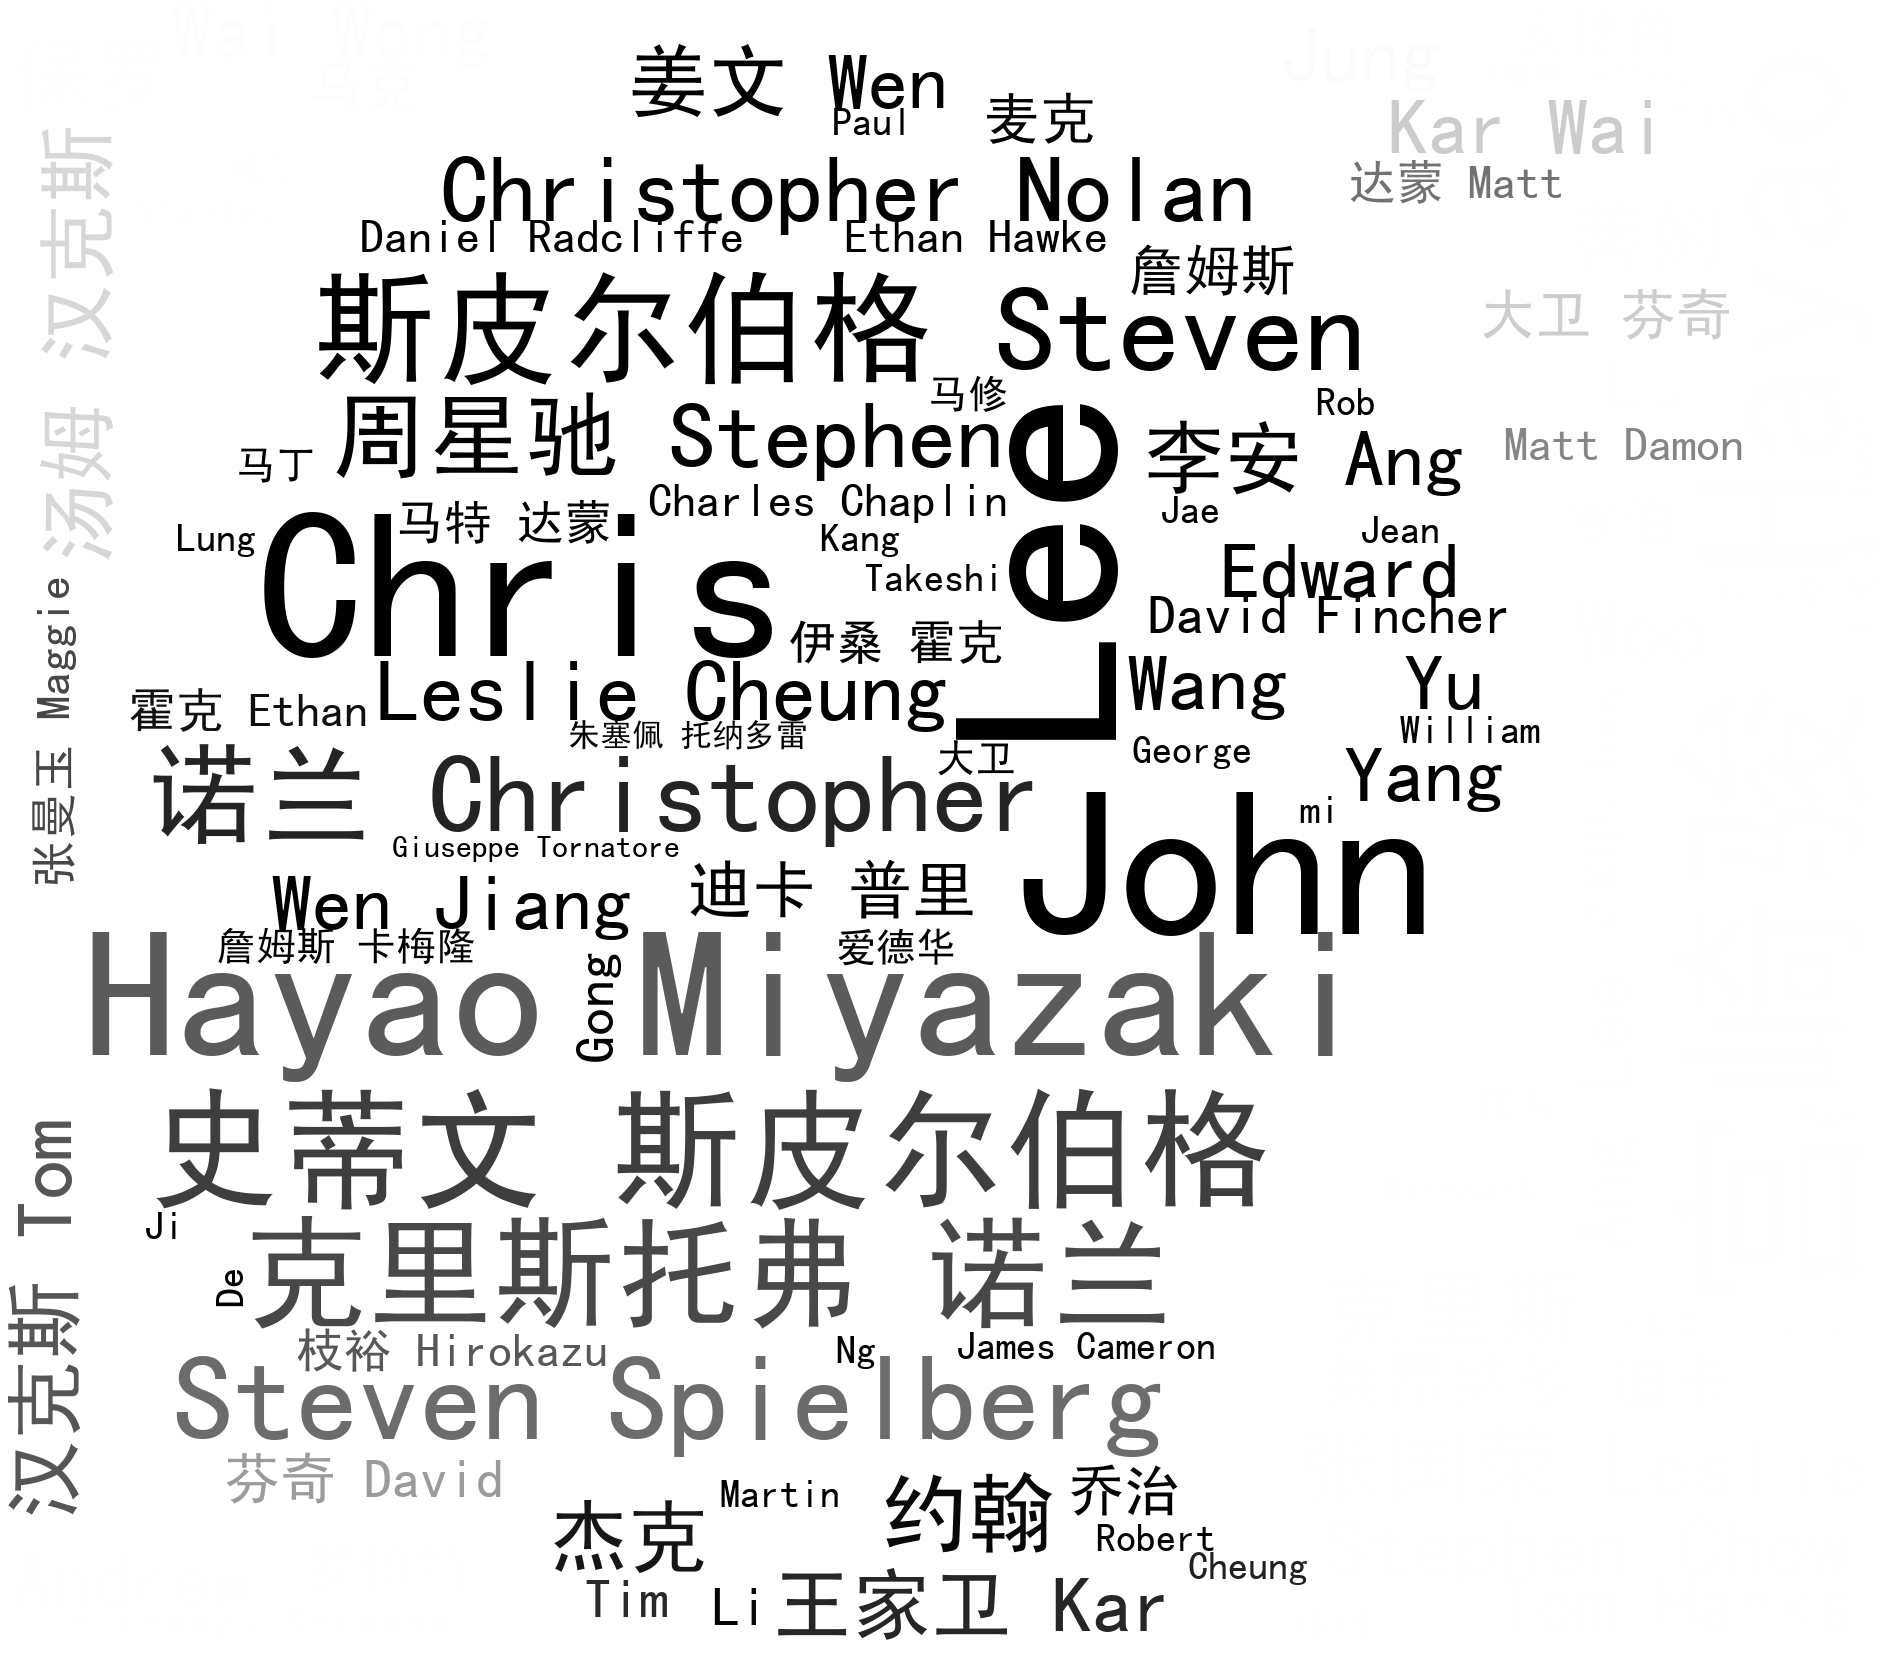 Wai Wong
马克
Jung
姜文 Wen
Paul
麦克
Kar Wai
Christopher Nolan
达蒙 Matt
Daniel Radcliffe
Ethan Hawke
詹姆斯
斯皮尔伯格 Steven
大卫 芬奇
马修
Rob
周星驰 Stephen
李安 Ang
Matt Damon
马丁
Lee
汤姆 汉克斯
Charles Chaplin
Jae
马特 达蒙
Lung
Chris
Kang
Jean
Takeshi
Edward
David Fincher
伊桑 霍克
张曼玉 Maggie
霍克 Ethan
Leslie Cheung
Wang
Yu
William
朱塞佩 托纳多雷
George
大卫
诺兰 Christopher
Yang
mi
John
Giuseppe Tornatore
迪卡 普里
Wen Jiang
詹姆斯 卡梅隆
爱德华
Hayao Miyazaki
Gong
史蒂文 斯皮尔伯格
汉克斯 Tom
Ji
克里斯托弗 诺兰
De
枝裕 Hirokazu
Ng
James Cameron
Steven Spielberg
芬奇 David
Martin
约翰
乔治
杰克
Robert
Cheung
Tim
Li
王家卫 Kar